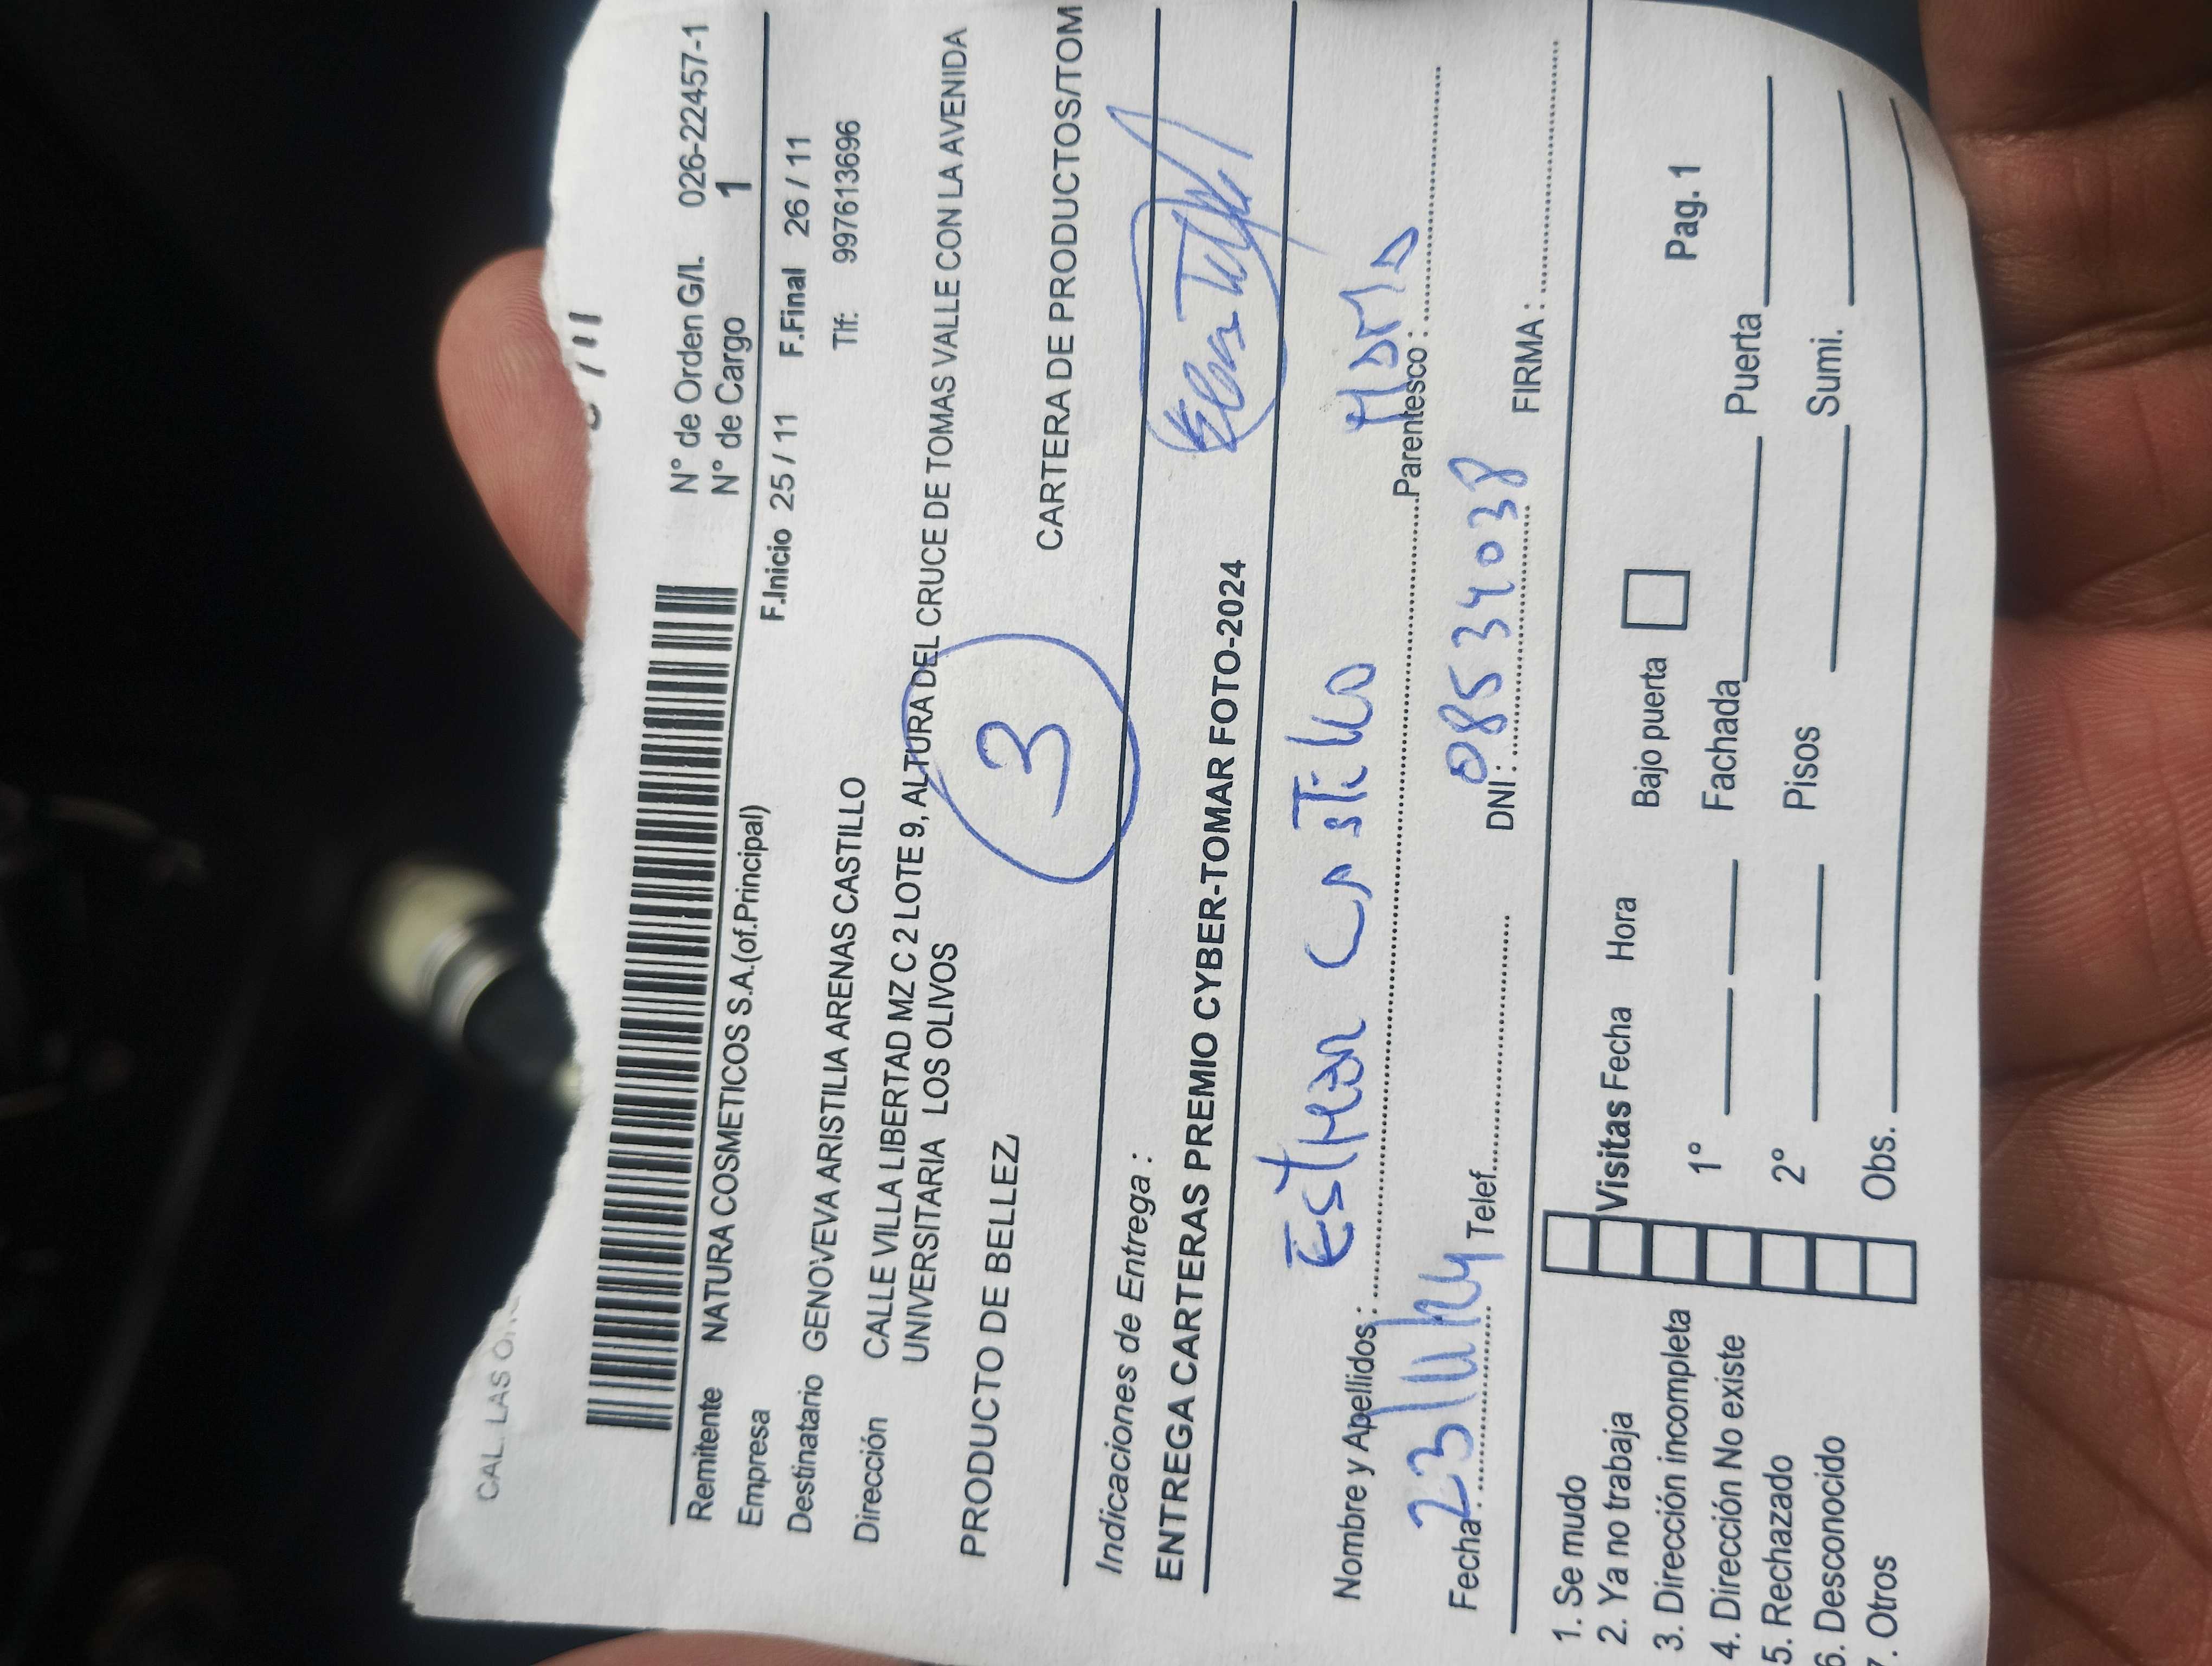 CAL. LAS
N° de Orden G/I. 026-22457-1
N° de Cargo 1
Remitente NATURA COSMETICOS S.A.(of.Principal)
Empresa F.Inicio 25 / 11 F.Final 26 / 11
Destinatario GENOVEVA ARISTILIA ARENAS CASTILLO Tlf: 997613696
Dirección CALLE VILLA LIBERTAD MZ C 2 LOTE 9, ALTURA DEL CRUCE DE TOMAS VALLE CON LA AVENIDA
UNIVERSITARIA LOS OLIVOS
PRODUCTO DE BELLEZ, CARTERA DE PRODUCTOS/TOM
3
Indicaciones de Entrega :
ENTREGA CARTERAS PREMIO CYBER-TOMAR FOTO-2024
Nombre y Apellidos : Castillo Parentesco :
Fecha : 23/11/24 Telef. DNI : 08534038 FIRMA :
1. Se mudo
2. Ya no trabaja Visitas Fecha Hora Bajo puerta
3. Dirección incompleta
4. Dirección No existe 1° Fachada Puerta Pag. 1
5. Rechazado
6. Desconocido 2° Pisos Sumi.
7. Otros Obs.